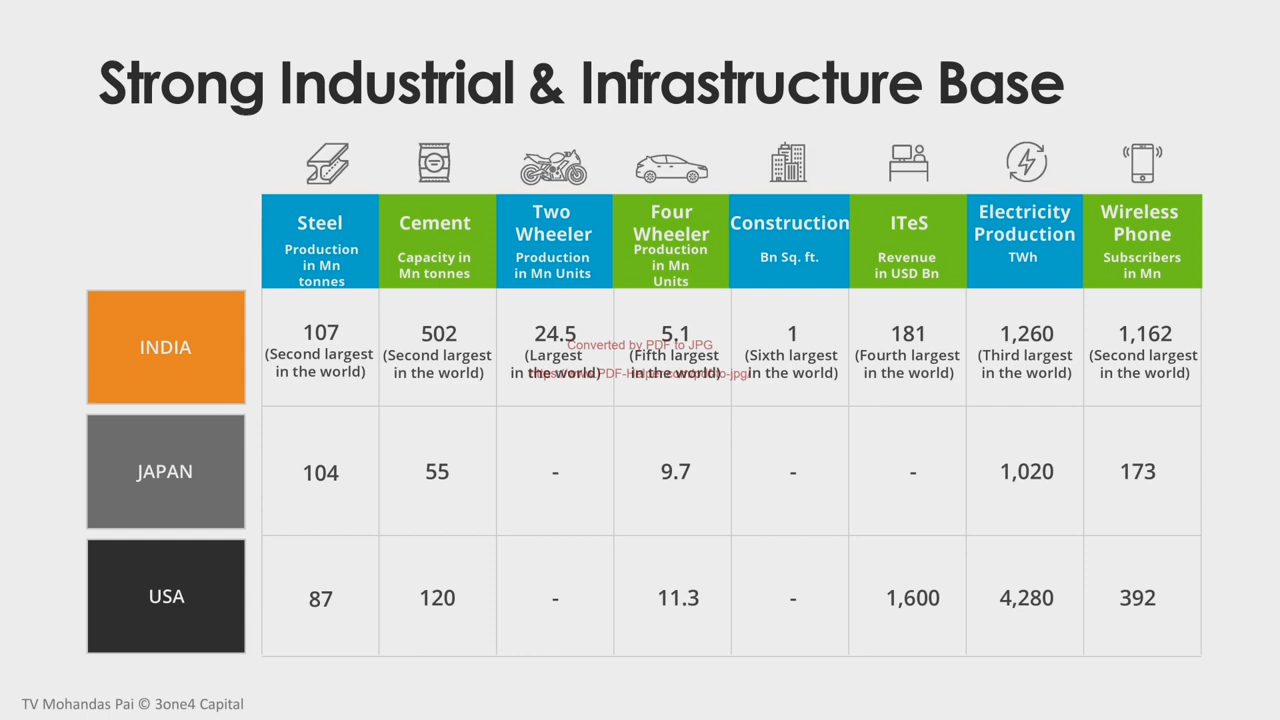 Strong Industrial & Infrastructure Base
Steel
Production
in Mn
tonnes
Cement
Capacity in
Mn tonnes
Two
Wheeler
Production
in Mn Units
Four
Wheeler
Production
in Mn
Units
Construction
Bn Sq. ft.
ITeS
Revenue
in USD Bn
Electricity
Production
TWh
Wireless
Phone
Subscribers
in Mn
INDIA
107
(Second largest
in the world)
502
(Second largest
in the world)
24.5
(Largest
in the world)
5.1
(Fifth largest
in the world)
1
(Sixth largest
in the world)
181
(Fourth largest
in the world)
1,260
(Third largest
in the world)
1,162
(Second largest
in the world)
Converted by PDF to JPG
JAPAN
104
55
-
9.7
-
-
1,020
173
USA
87
120
-
11.3
-
1,600
4,280
392
TV Mohandas Pai © 3one4 Capital